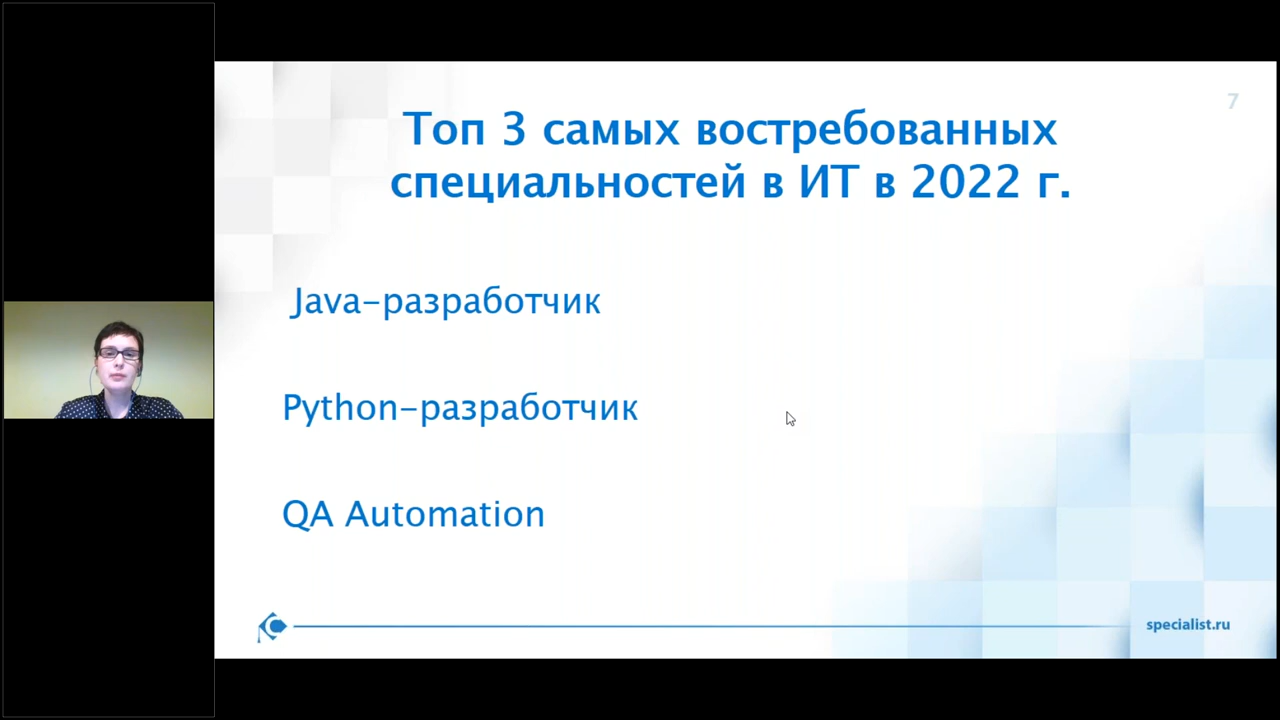 7
Топ 3 самых востребованных
специальностей в ИТ в 2022 г.
Java-разработчик
Python-разработчик
QA Automation
specialist.ru